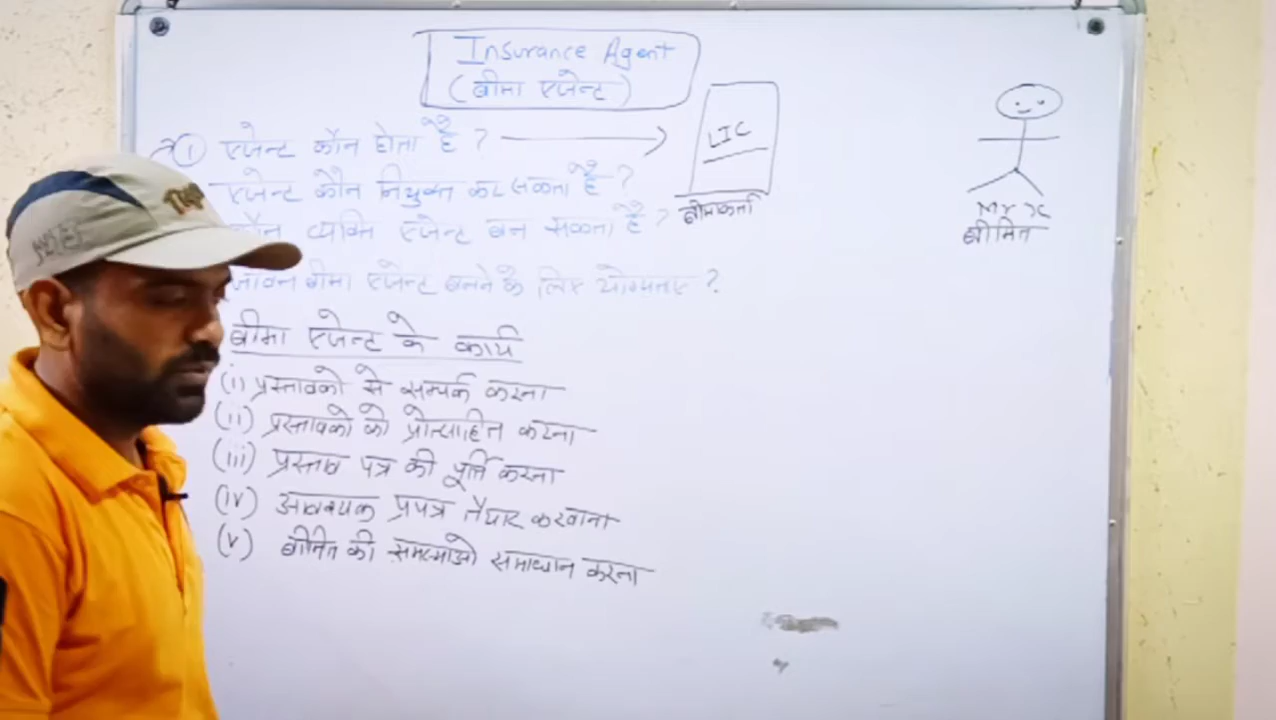 Insurance Agent
(बीमा एजेन्ट)
① एजेन्ट कौन होता है ?
LIC
एजेन्ट कौन नियुक्त कर सकता है ?
बीमाकर्ता
Mr X
बीमित
कौन व्यक्ति एजेन्ट बन सकता है ?
जीवन बीमा एजेन्ट बनने के लिए योग्यताए ?
बीमा एजेन्ट के कार्य
(i) प्रस्तावको से सम्पर्क करना
(ii) प्रस्तावको को प्रोत्साहित करना
(iii) प्रस्ताव पत्र की पूर्ति करना
(iv) आवश्यक प्रपत्र तैयार करवाना
(v) बीमित की समस्याओ समाधान करना